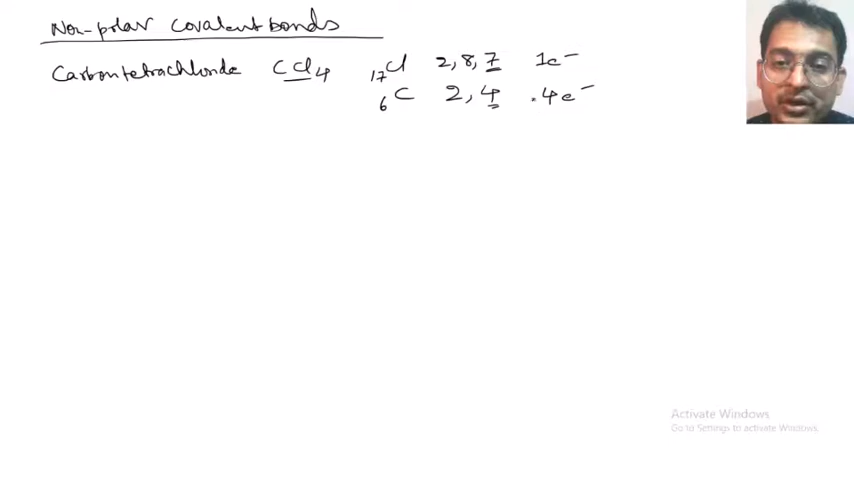 Non-polar covalent bonds
Carbontetrachloride CCl4 17Cl 2,8,7 1e−
6C 2,4 .4e−
Activate Windows
Go to Settings to activate Windows.